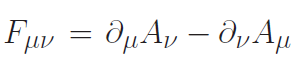 F_{μν} = ∂_μ A_ν − ∂_ν A_μ